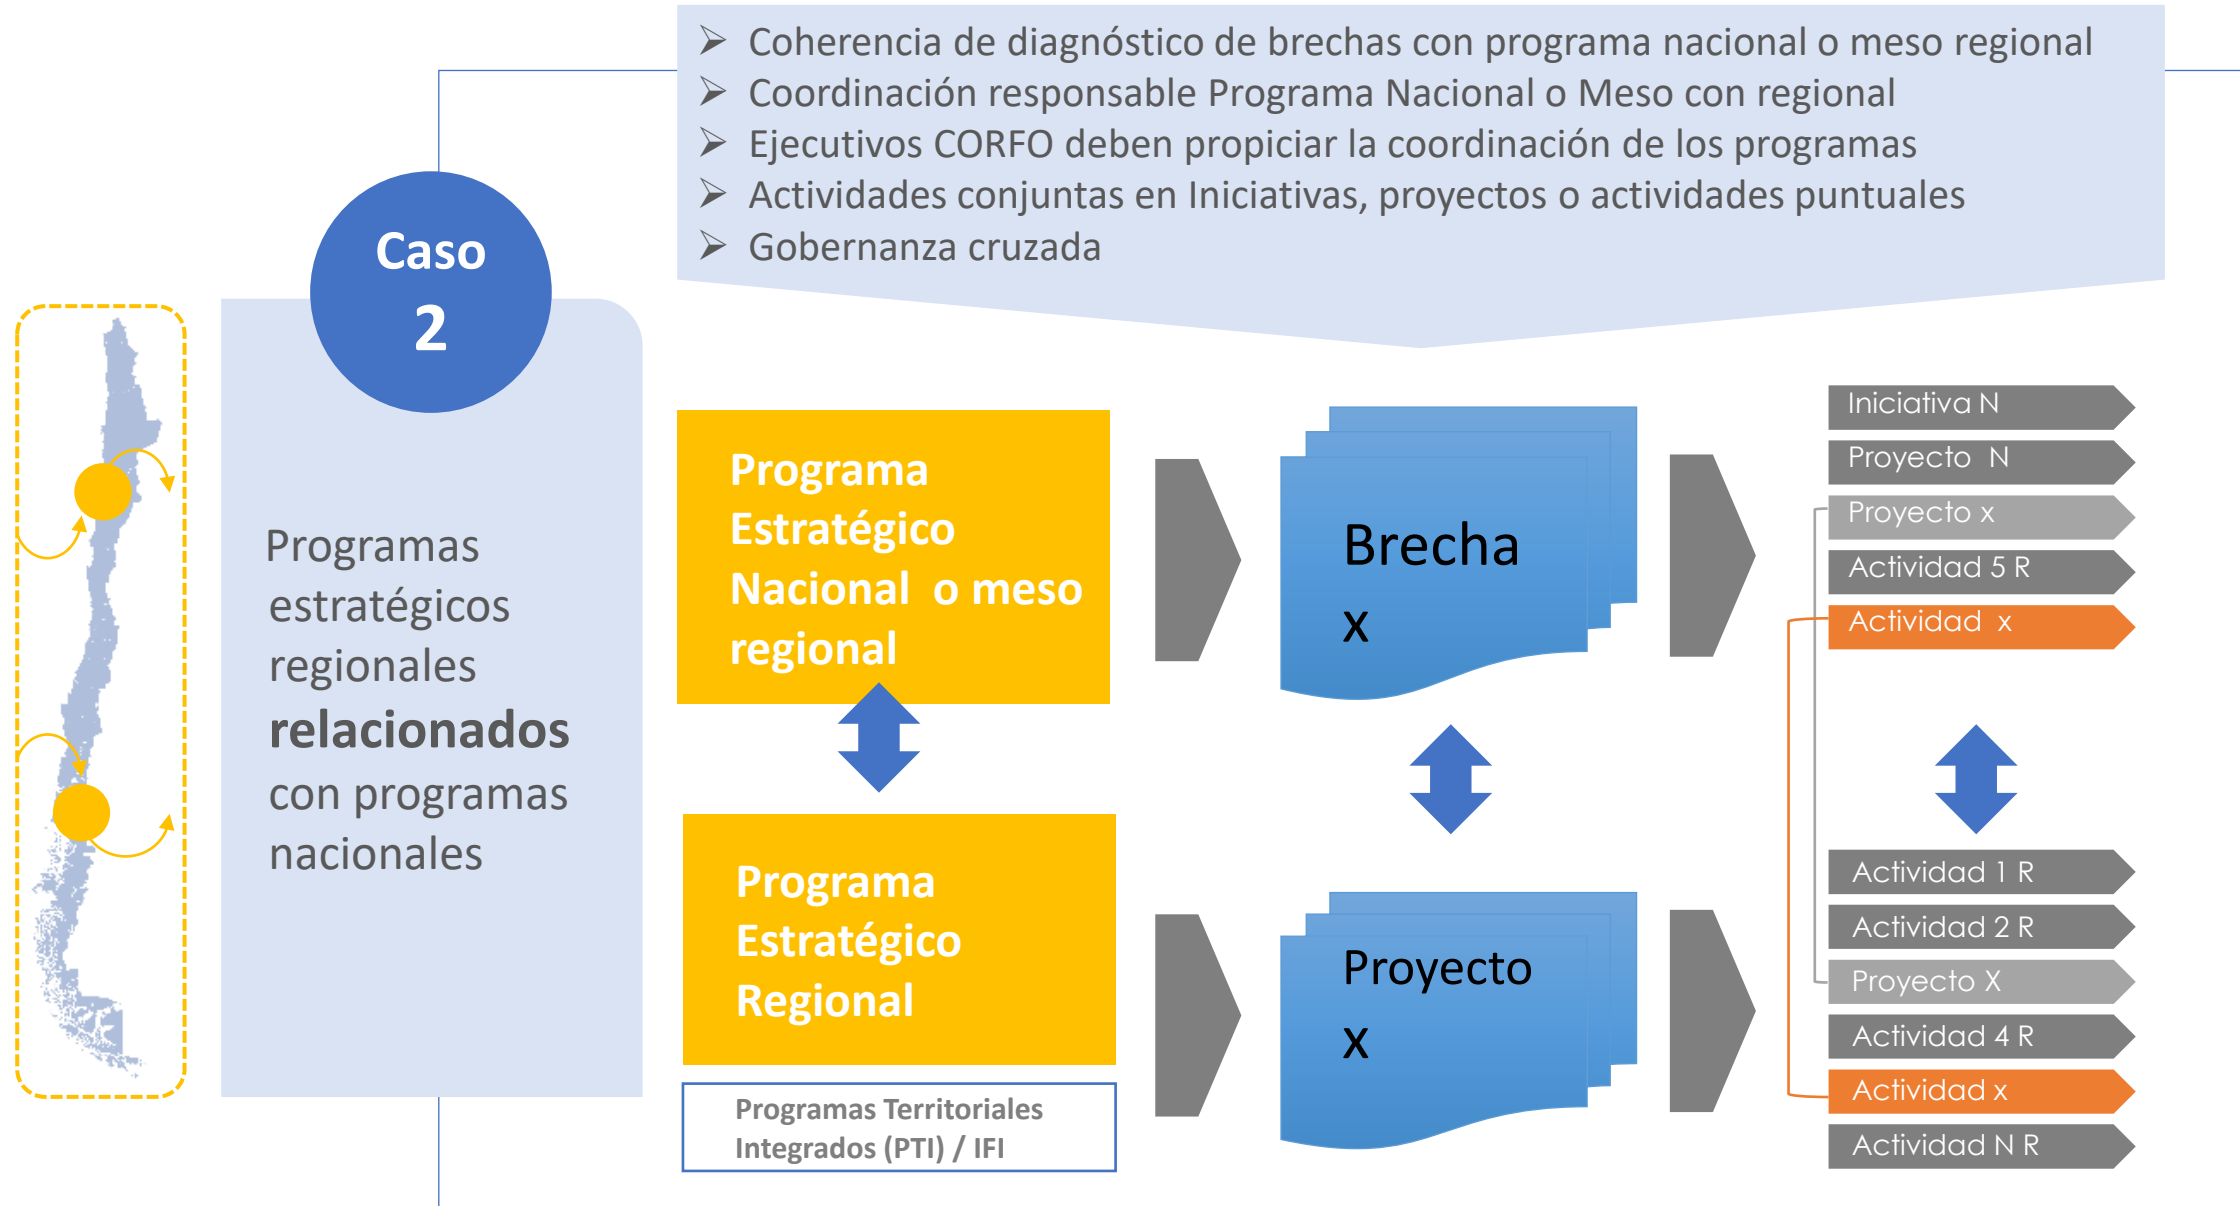 Coherencia de diagnóstico de brechas con programa nacional o meso regional
Coordinación responsable Programa Nacional o Meso con regional
Ejecutivos CORFO deben propiciar la coordinación de los programas
Actividades conjuntas en Iniciativas, proyectos o actividades puntuales
Gobernanza cruzada
Caso
2
Programas
estratégicos
regionales
relacionados
con programas
nacionales
Programa
Estratégico
Nacional o meso
regional
Brecha
x
Iniciativa N
Proyecto N
Proyecto x
Actividad 5 R
Actividad x
Programa
Estratégico
Regional
Programas Territoriales
Integrados (PTI) / IFI
Proyecto
x
Actividad 1 R
Actividad 2 R
Proyecto X
Actividad 4 R
Actividad x
Actividad N R